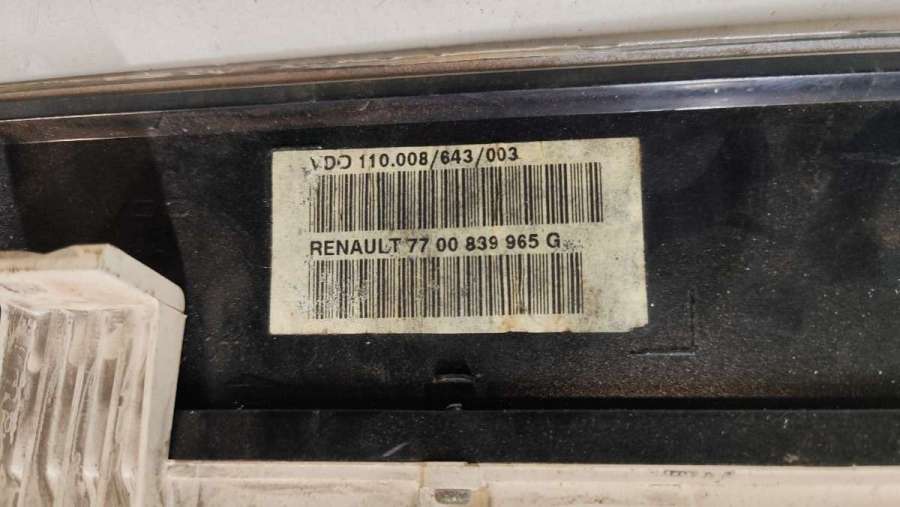 VDO 110.008/643/003
RENAULT 77 00 839 965 G